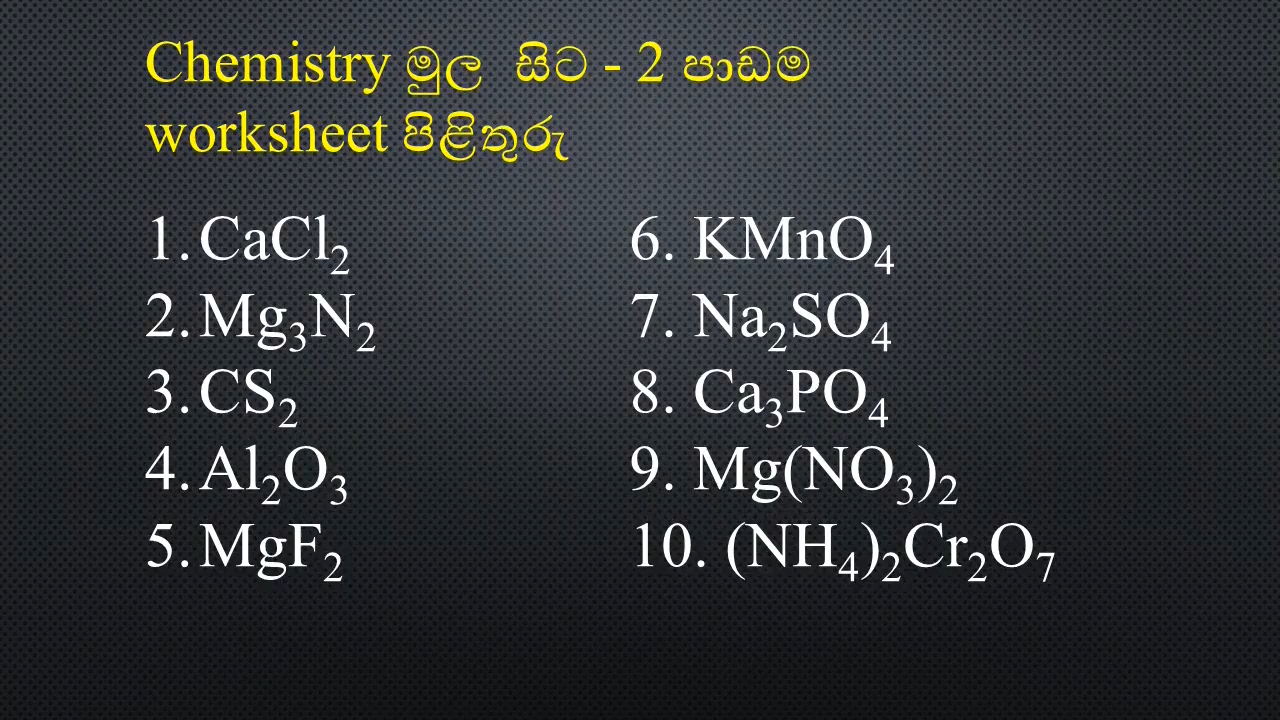 Chemistry මුල සිට - 2 පාඩම
worksheet පිළිතුරු
1. CaCl₂
2. Mg₃N₂
3. CS₂
4. Al₂O₃
5. MgF₂
6. KMnO₄
7. Na₂SO₄
8. Ca₃PO₄
9. Mg(NO₃)₂
10. (NH₄)₂Cr₂O₇